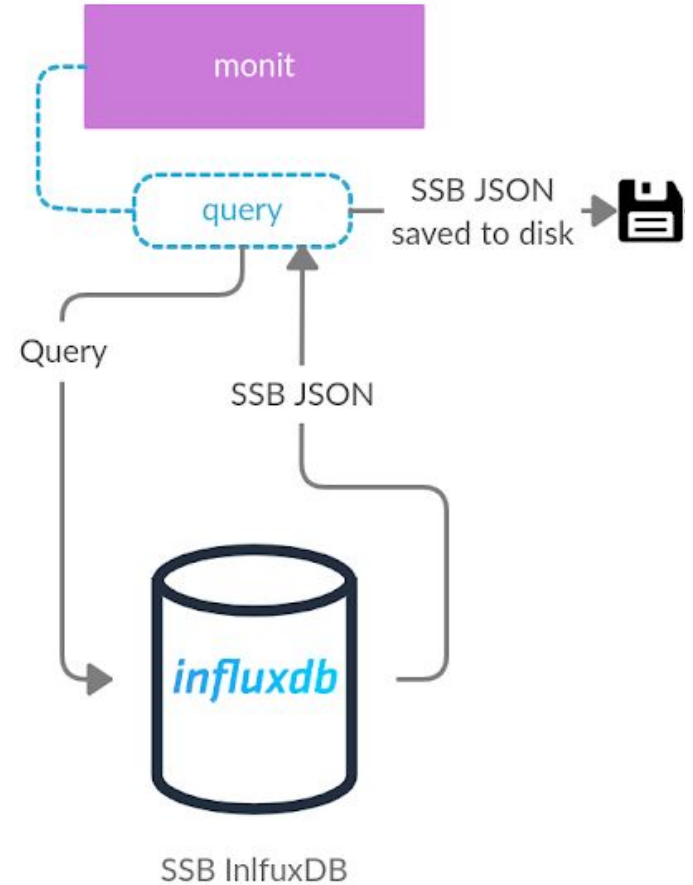 monit
query
SSB JSON
saved to disk
Query
SSB JSON
influxdb
SSB InlfuxDB